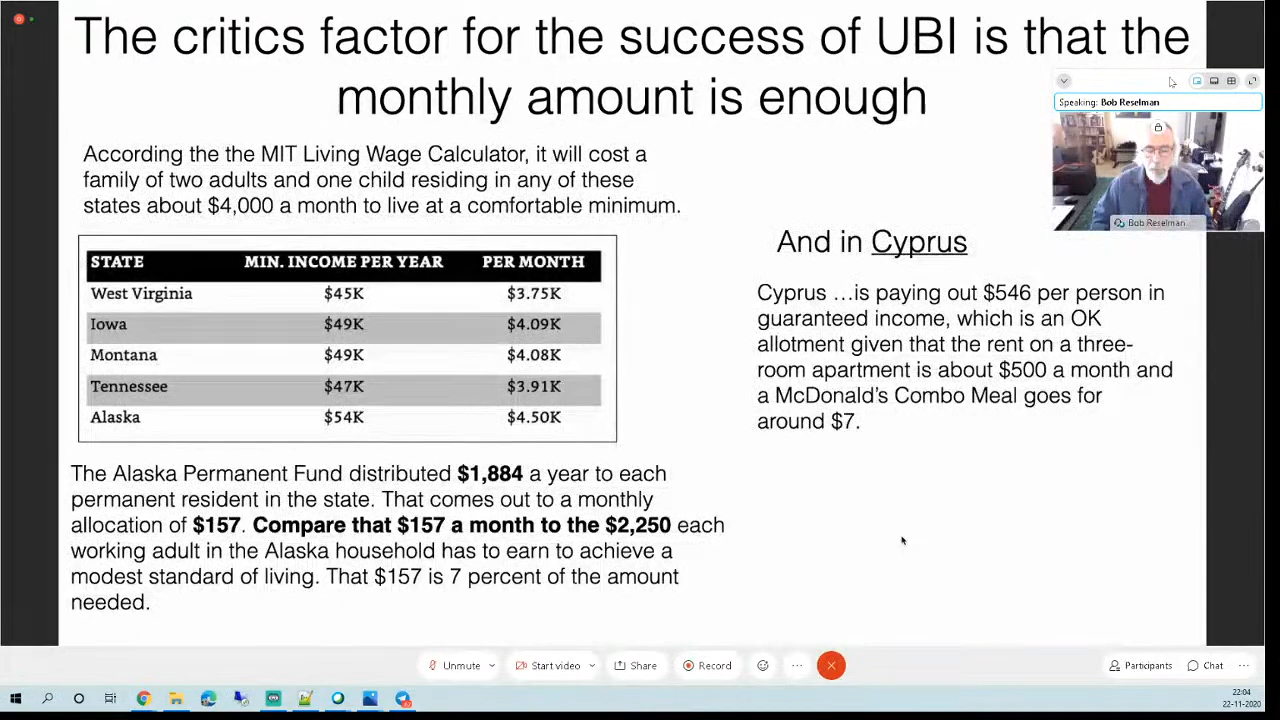 The critics factor for the success of UBI is that the
monthly amount is enough
Speaking: Bob Reselman
Bob Reselman
According the the MIT Living Wage Calculator, it will cost a
family of two adults and one child residing in any of these
states about $4,000 a month to live at a comfortable minimum.
STATE MIN. INCOME PER YEAR PER MONTH
West Virginia $45K $3.75K
Iowa $49K $4.09K
Montana $49K $4.08K
Tennessee $47K $3.91K
Alaska $54K $4.50K
The Alaska Permanent Fund distributed $1,884 a year to each
permanent resident in the state. That comes out to a monthly
allocation of $157. Compare that $157 a month to the $2,250 each
working adult in the Alaska household has to earn to achieve a
modest standard of living. That $157 is 7 percent of the amount
needed.
And in Cyprus
Cyprus …is paying out $546 per person in
guaranteed income, which is an OK
allotment given that the rent on a three-
room apartment is about $500 a month and
a McDonald's Combo Meal goes for
around $7.
Unmute Start video Share Record Participants Chat
22:04
22-11-2020